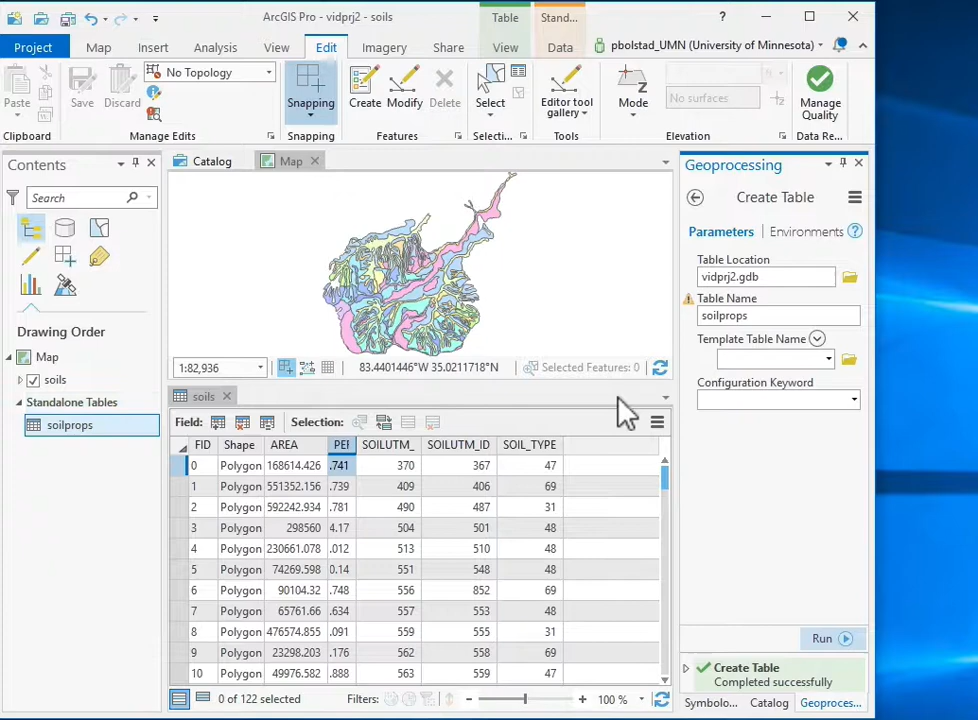 ArcGIS Pro - vidprj2 - soils
Table
Stand...
?
Project
Map
Insert
Analysis
View
Edit
Imagery
Share
View
Data
pbolstad_UMN (University of Minnesota)
Paste
Save
Discard
No Topology
Snapping
Create
Modify
Delete
Select
Editor tool
gallery
Mode
No surfaces
Manage
Quality
Clipboard
Manage Edits
Snapping
Features
Selecti...
Tools
Elevation
Data Re...
Contents
Search
Drawing Order
Map
soils
Standalone Tables
soilprops
Catalog
Map
1:82,936
83.4401446°W 35.0211718°N
Selected Features: 0
soils
Field:
Selection:
FID Shape AREA PEI SOILUTM_ SOILUTM_ID SOIL_TYPE
0 Polygon 168614.426 .741 370 367 47
1 Polygon 551352.156 .739 409 406 69
2 Polygon 592242.934 .781 490 487 31
3 Polygon 298560 4.17 504 501 48
4 Polygon 230661.078 .012 513 510 48
5 Polygon 74269.598 0.14 551 548 48
6 Polygon 90104.32 .748 556 852 69
7 Polygon 65761.66 .634 557 553 48
8 Polygon 476574.855 .091 559 555 31
9 Polygon 23298.203 .176 562 558 69
10 Polygon 49976.582 .888 563 559 47
0 of 122 selected
Filters:
100 %
Geoprocessing
Create Table
Parameters
Environments
?
Table Location
vidprj2.gdb
Table Name
soilprops
Template Table Name
Configuration Keyword
Run
Create Table
Completed successfully
Symbolo...
Catalog
Geoproces...